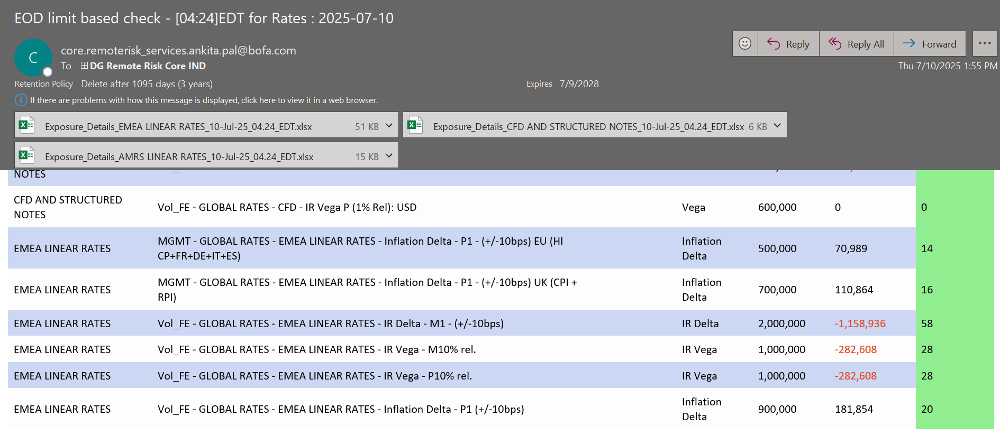 EOD limit based check - [04:24]EDT for Rates : 2025-07-10
C
core.remoterisk_services.ankita.pal@bofa.com
To DG Remote Risk Core IND
Reply
Reply All
Forward
Thu 7/10/2025 1:55 PM
Retention Policy Delete after 1095 days (3 years)
Expires 7/9/2028
If there are problems with how this message is displayed, click here to view it in a web browser.
Exposure_Details_EMEA LINEAR RATES_10-Jul-25_04.24_EDT.xlsx 51 KB
Exposure_Details_CFD AND STRUCTURED NOTES_10-Jul-25_04.24_EDT.xlsx 6 KB
Exposure_Details_AMRS LINEAR RATES_10-Jul-25_04.24_EDT.xlsx 15 KB
NOTES
CFD AND STRUCTURED
NOTES
Vol_FE - GLOBAL RATES - CFD - IR Vega P (1% Rel): USD
Vega
600,000
0
0
EMEA LINEAR RATES
MGMT - GLOBAL RATES - EMEA LINEAR RATES - Inflation Delta - P1 - (+/-10bps) EU (HI
CP+FR+DE+IT+ES)
Inflation
Delta
500,000
70,989
14
EMEA LINEAR RATES
MGMT - GLOBAL RATES - EMEA LINEAR RATES - Inflation Delta - P1 - (+/-10bps) UK (CPI +
RPI)
Inflation
Delta
700,000
110,864
16
EMEA LINEAR RATES
Vol_FE - GLOBAL RATES - EMEA LINEAR RATES - IR Delta - M1 - (+/-10bps)
IR Delta
2,000,000
-1,158,936
58
EMEA LINEAR RATES
Vol_FE - GLOBAL RATES - EMEA LINEAR RATES - IR Vega - M10% rel.
IR Vega
1,000,000
-282,608
28
EMEA LINEAR RATES
Vol_FE - GLOBAL RATES - EMEA LINEAR RATES - IR Vega - P10% rel.
IR Vega
1,000,000
-282,608
28
EMEA LINEAR RATES
Vol_FE - GLOBAL RATES - EMEA LINEAR RATES - Inflation Delta - P1 (+/-10bps)
Inflation
Delta
900,000
181,854
20